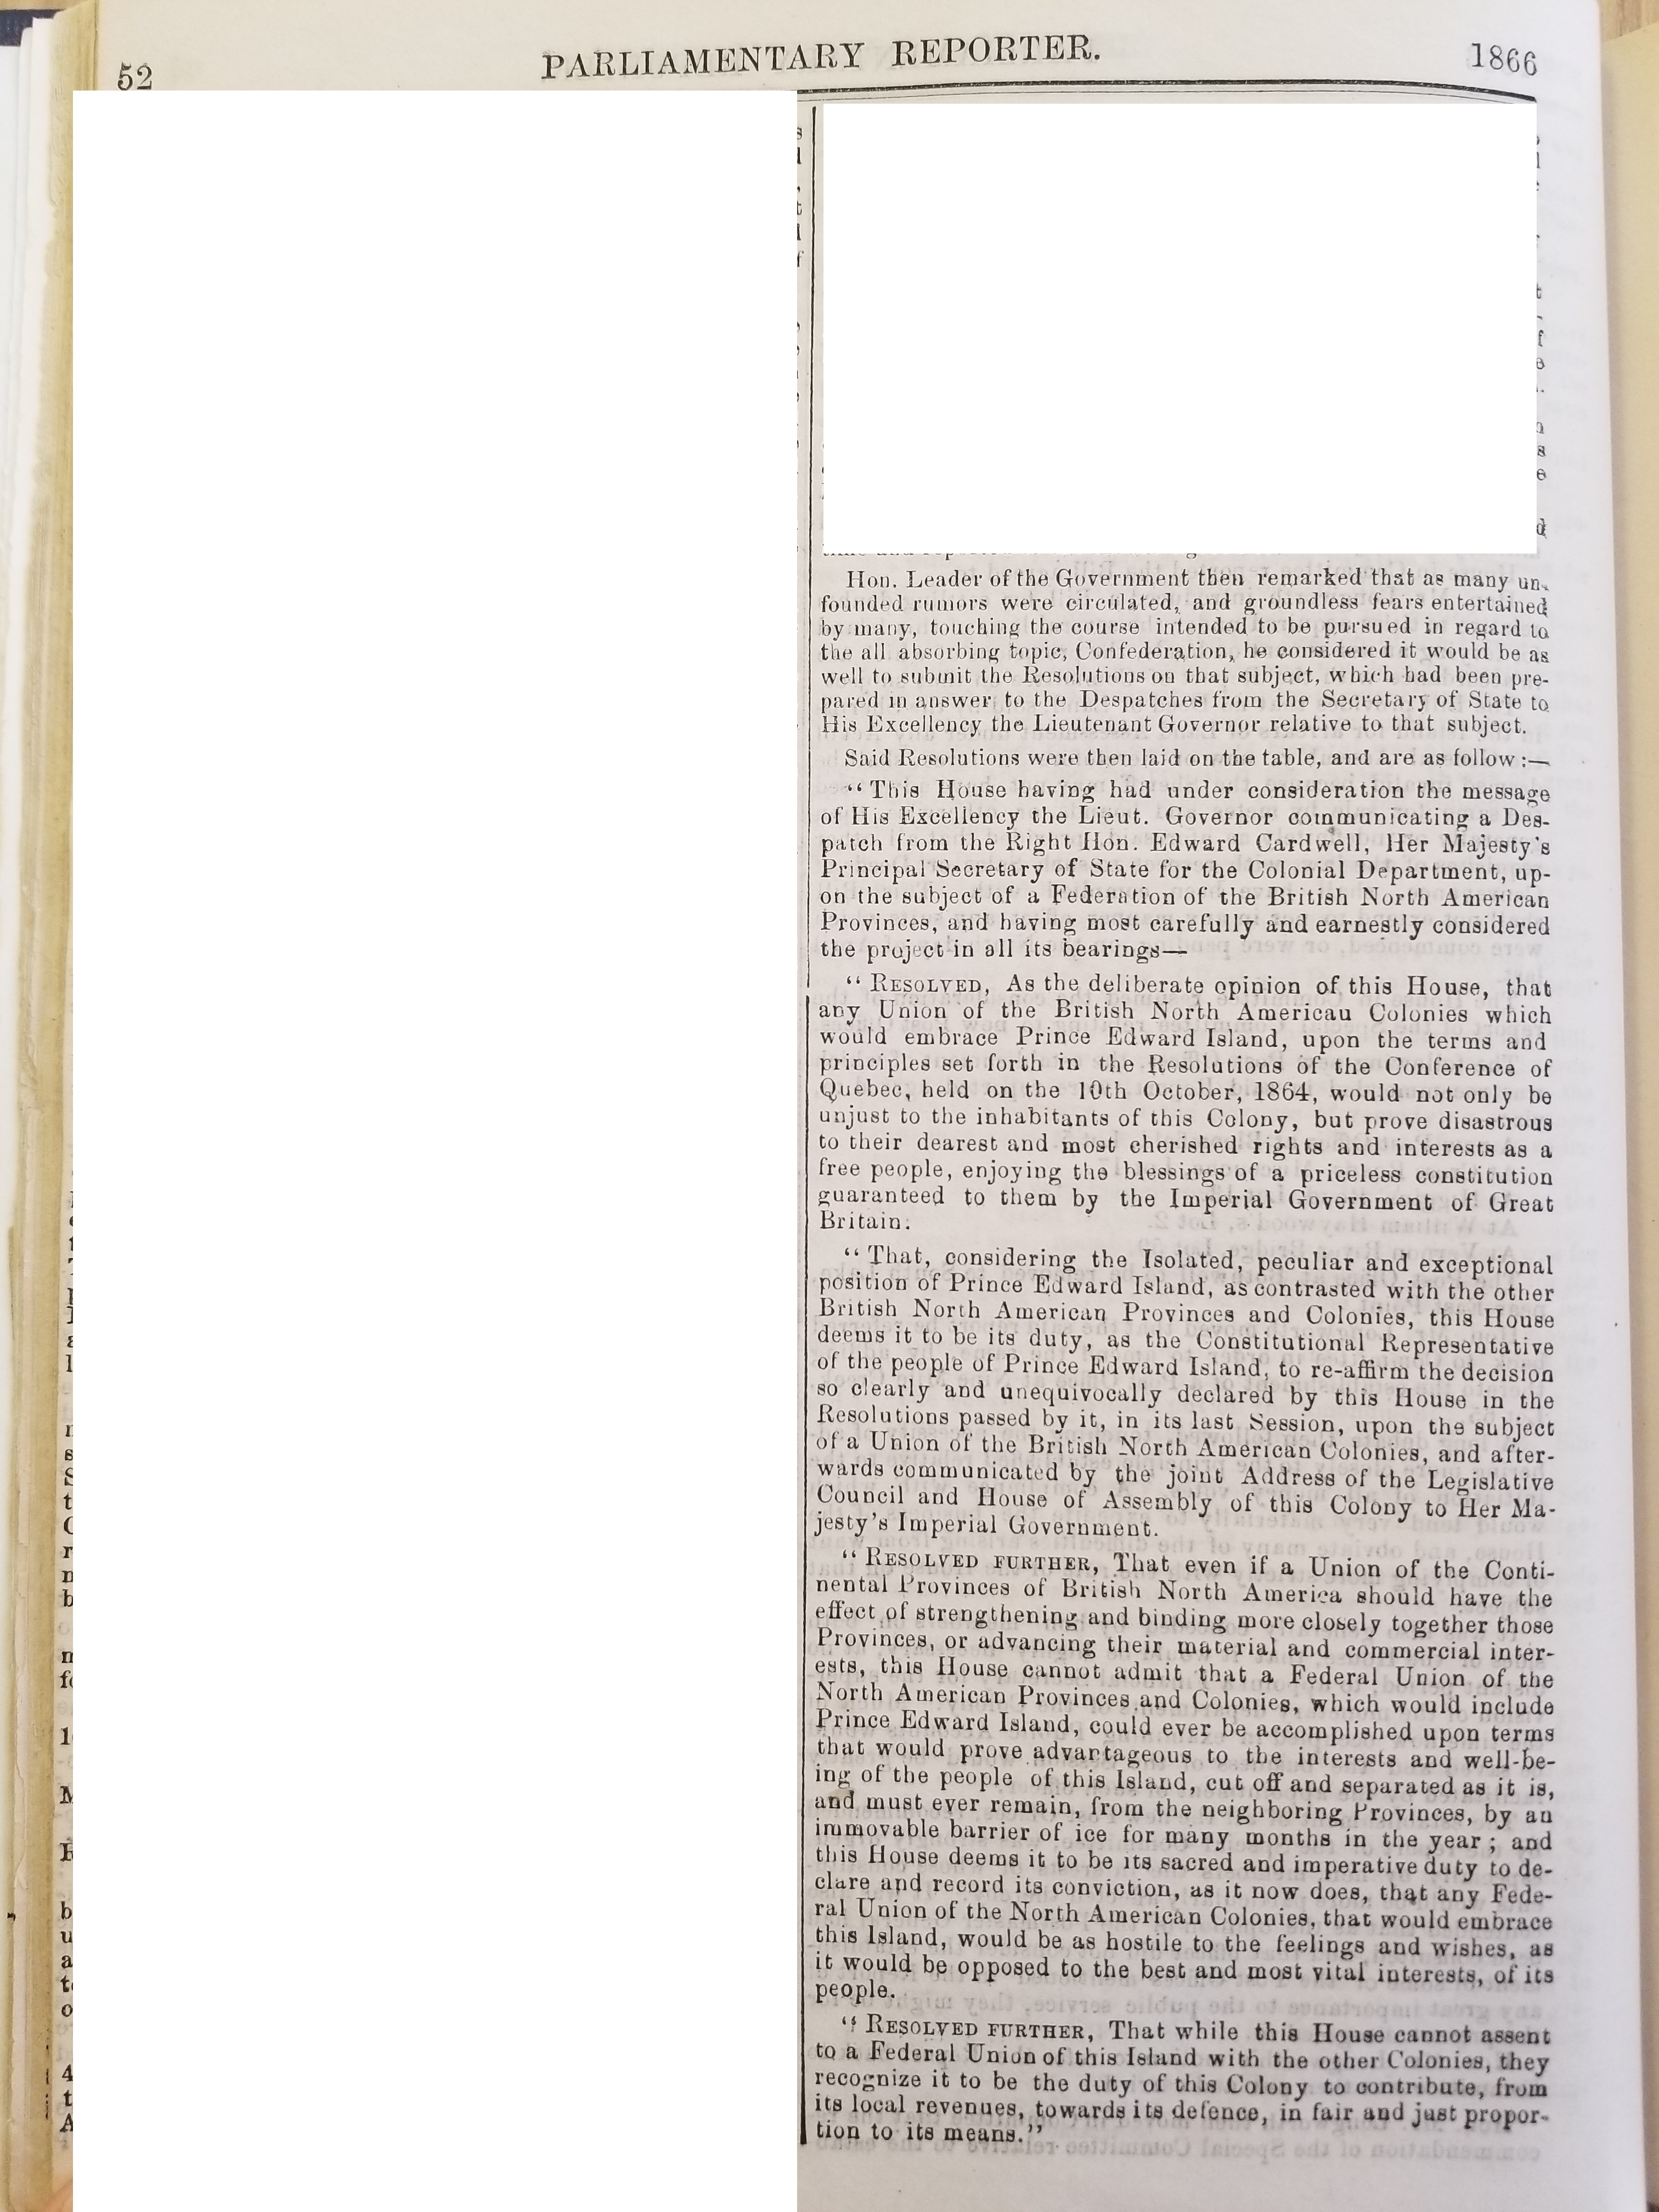 52
PARLIAMENTARY REPORTER.
1866
Hon. Leader of the Government then remarked that as many un-
founded rumors were circulated, and groundless fears entertained
by many, touching the course intended to be pursued in regard to
the all absorbing topic, Confederation, he considered it would be as
well to submit the Resolutions on that subject, which had been pre-
pared in answer to the Despatches from the Secretary of State to
His Excellency the Lieutenant Governor relative to that subject.
Said Resolutions were then laid on the table, and are as follow:—
"This House having had under consideration the message
of His Excellency the Lieut. Governor communicating a Des-
patch from the Right Hon. Edward Cardwell, Her Majesty's
Principal Secretary of State for the Colonial Department, up-
on the subject of a Federation of the British North American
Provinces, and having most carefully and earnestly considered
the project in all its bearings—
"RESOLVED, As the deliberate opinion of this House, that
any Union of the British North Americau Colonies which
would embrace Prince Edward Island, upon the terms and
principles set forth in the Resolutions of the Conference of
Quebec, held on the 10th October, 1864, would not only be
unjust to the inhabitants of this Colony, but prove disastrous
to their dearest and most cherished rights and interests as a
free people, enjoying the blessings of a priceless constitution
guaranteed to them by the Imperial Government of Great
Britain.
"That, considering the Isolated, peculiar and exceptional
position of Prince Edward Island, as contrasted with the other
British North American Provinces and Colonies, this House
deems it to be its duty, as the Constitutional Representative
of the people of Prince Edward Island, to re-affirm the decision
so clearly and unequivocally declared by this House in the
Resolutions passed by it, in its last Session, upon the subject
of a Union of the British North American Colonies, and after-
wards communicated by the joint Address of the Legislative
Council and House of Assembly of this Colony to Her Ma-
jesty's Imperial Government.
"RESOLVED FURTHER, That even if a Union of the Conti-
nental Provinces of British North America should have the
effect of strengthening and binding more closely together those
Provinces, or advancing their material and commercial inter-
ests, this House cannot admit that a Federal Union of the
North American Provinces and Colonies, which would include
Prince Edward Island, could ever be accomplished upon terms
that would prove advantageous to the interests and well-be-
ing of the people of this Island, cut off and separated as it is,
and must ever remain, from the neighboring Provinces, by an
immovable barrier of ice for many months in the year; and
this House deems it to be its sacred and imperative duty to de-
clare and record its conviction, as it now does, that any Fede-
ral Union of the North American Colonies, that would embrace
this Island, would be as hostile to the feelings and wishes, as
it would be opposed to the best and most vital interests, of its
people.
"RESOLVED FURTHER, That while this House cannot assent
to a Federal Union of this Island with the other Colonies, they
recognize it to be the duty of this Colony to contribute, from
its local revenues, towards its defence, in fair and just propor-
tion to its means."